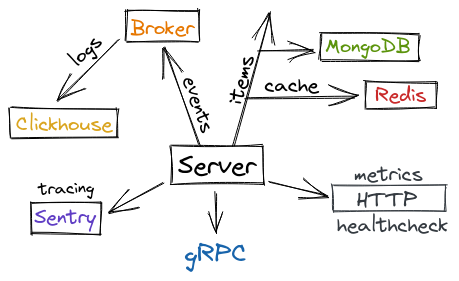 Broker
logs
items
MongoDB
cache
Redis
events
Clickhouse
Server
tracing
Sentry
metrics
HTTP
healthcheck
gRPC